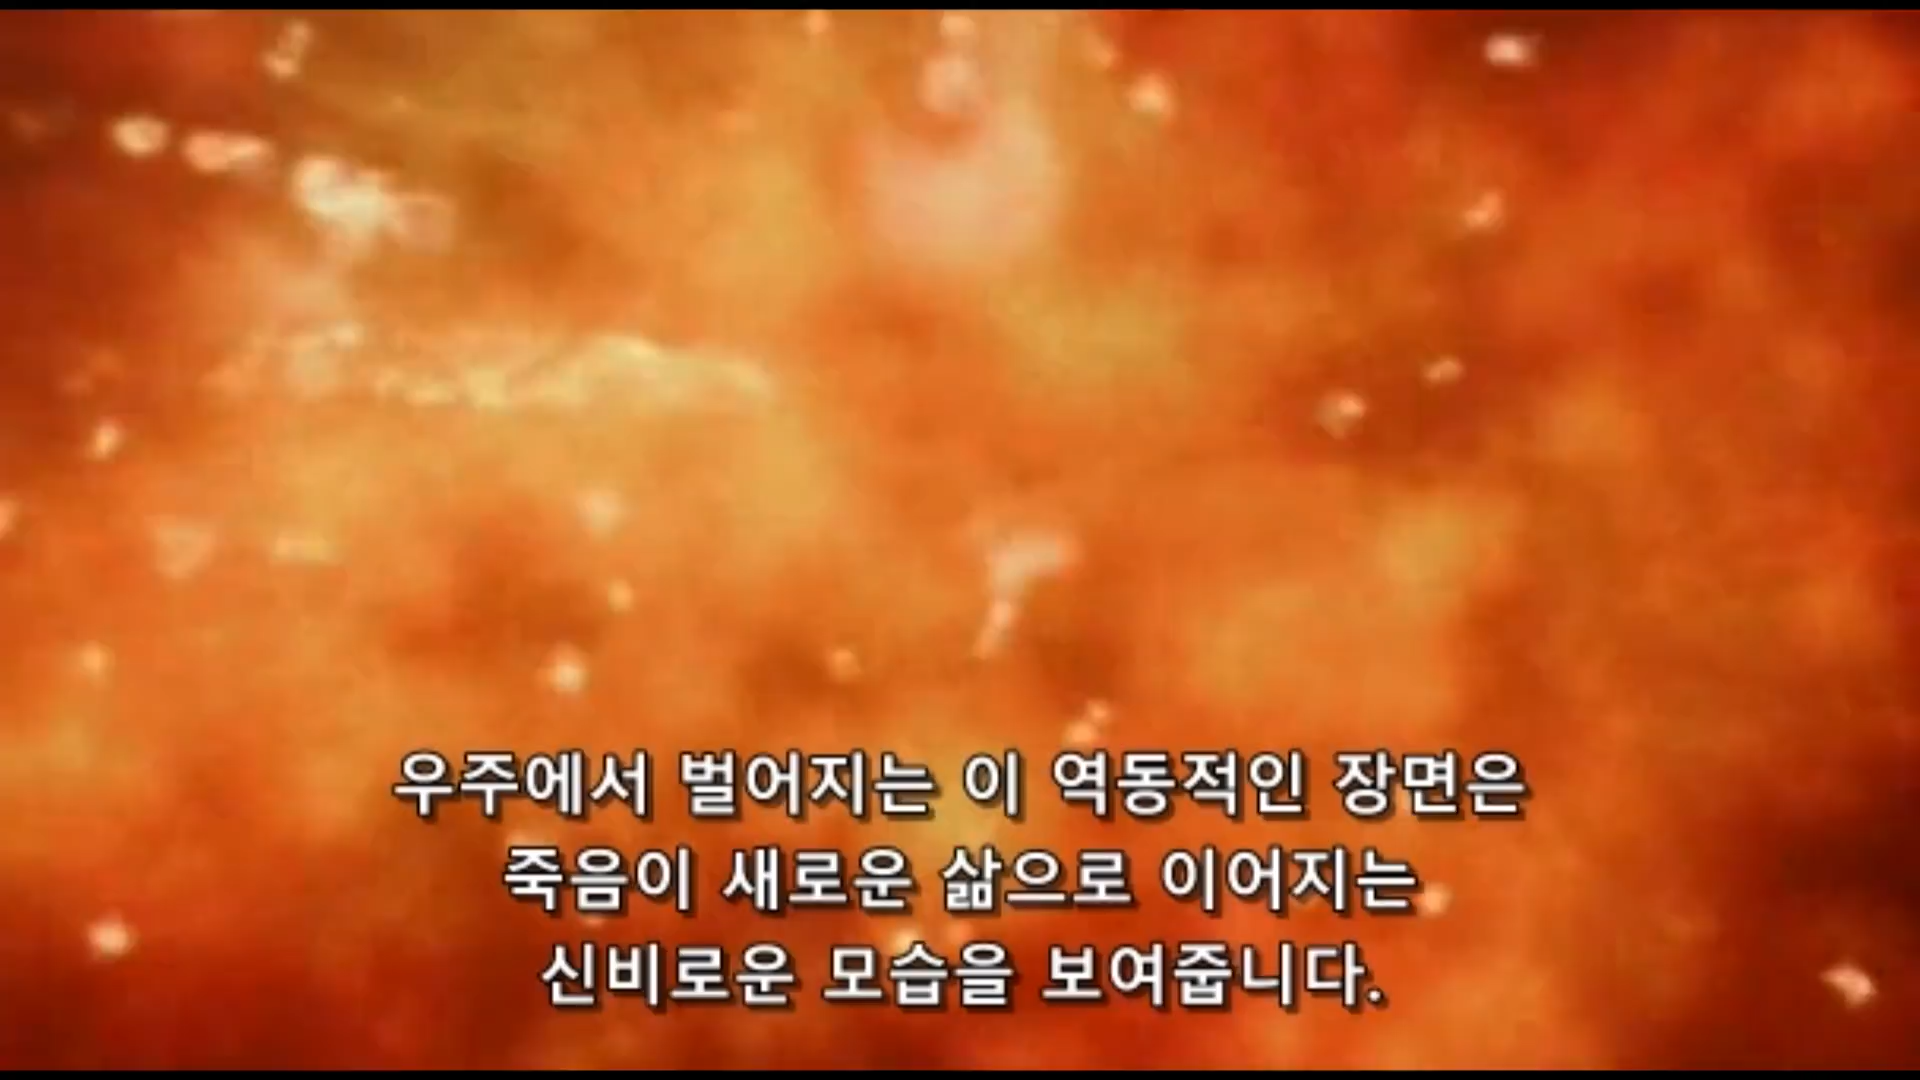 우주에서 벌어지는 이 역동적인 장면은
죽음이 새로운 삶으로 이어지는
신비로운 모습을 보여줍니다.